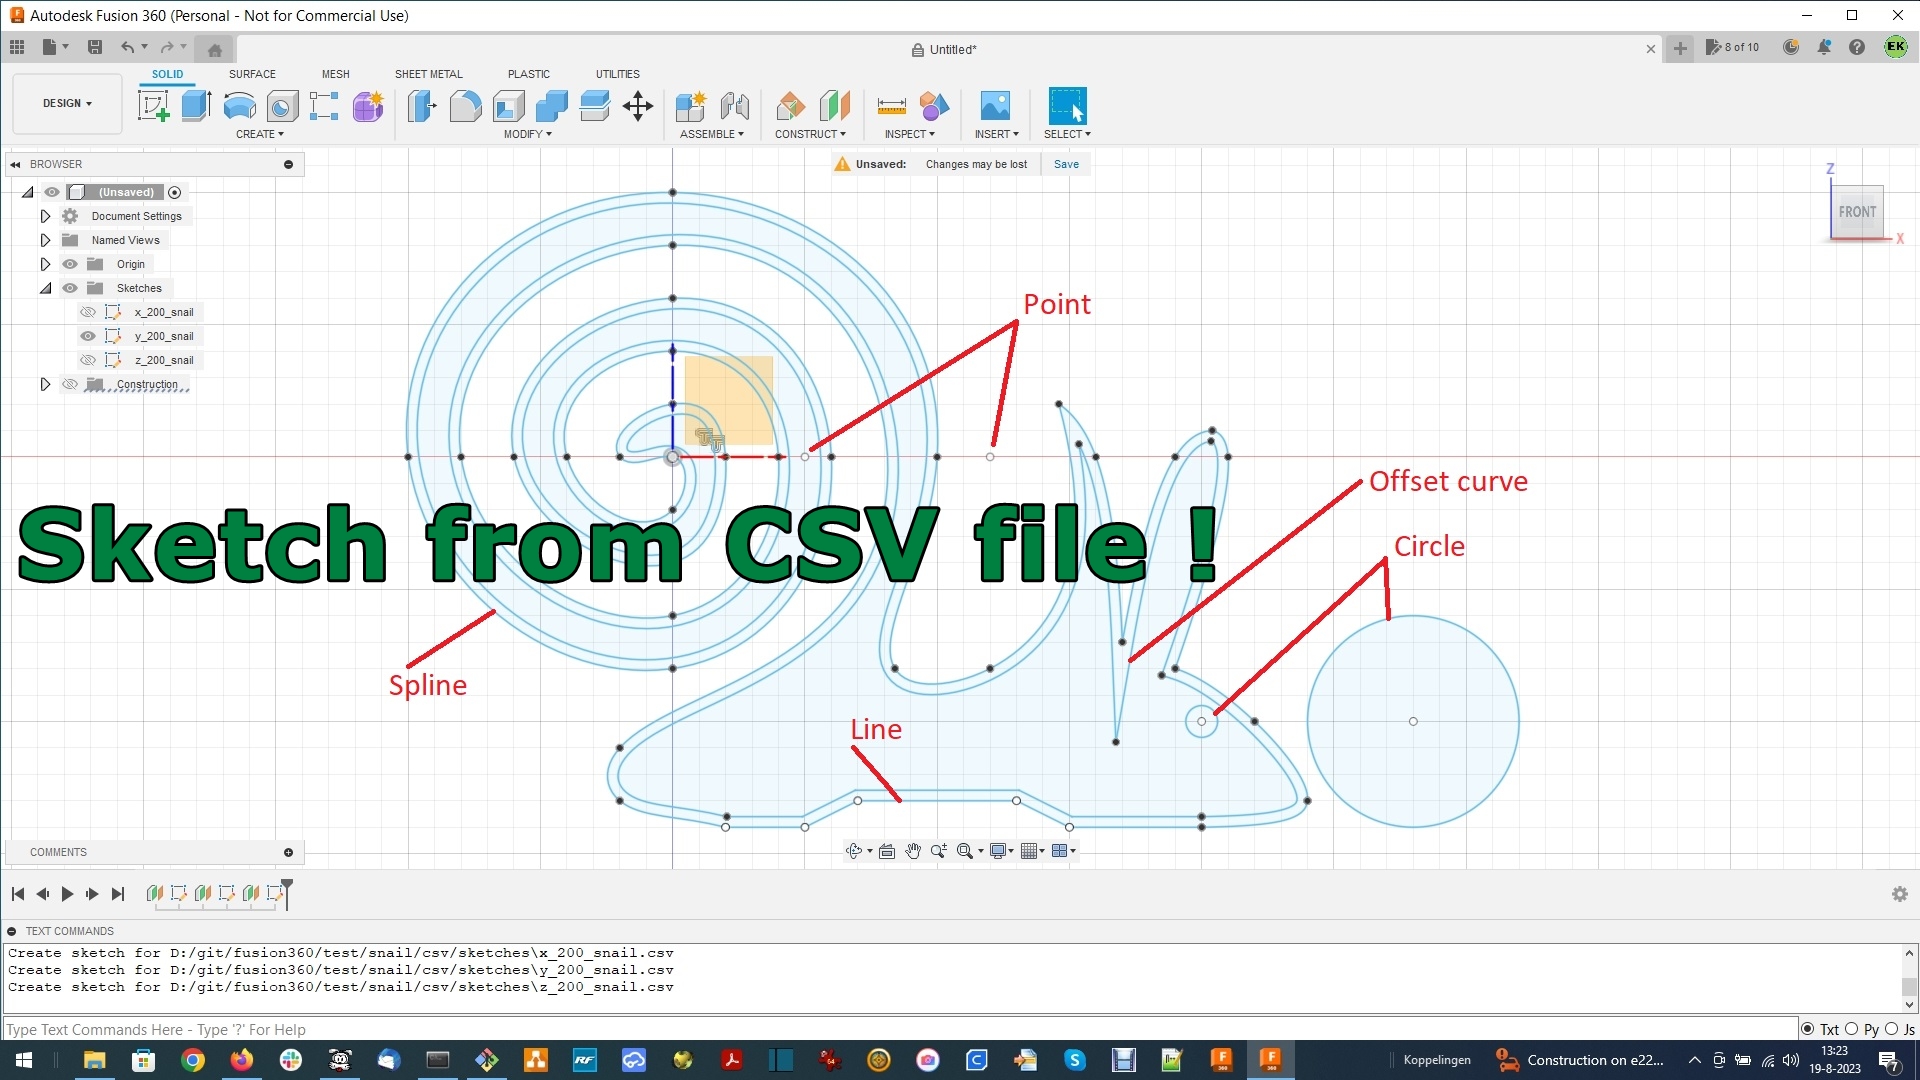 Autodesk Fusion 360 (Personal - Not for Commercial Use)
Untitled*
8 of 10
EK
DESIGN
SOLID
SURFACE
MESH
SHEET METAL
PLASTIC
UTILITIES
CREATE
MODIFY
ASSEMBLE
CONSTRUCT
INSPECT
INSERT
SELECT
BROWSER
Unsaved:
Changes may be lost
Save
(Unsaved)
Document Settings
Named Views
Origin
Sketches
x_200_snail
y_200_snail
z_200_snail
Construction
Z
FRONT
X
Point
Offset curve
Sketch from CSV file !
Circle
Spline
Line
COMMENTS
TEXT COMMANDS
Create sketch for D:/git/fusion360/test/snail/csv/sketches\x_200_snail.csv
Create sketch for D:/git/fusion360/test/snail/csv/sketches\y_200_snail.csv
Create sketch for D:/git/fusion360/test/snail/csv/sketches\z_200_snail.csv
Type Text Commands Here - Type '?' For Help
Txt
Py
Js
Koppelingen
Construction on e22...
13:23
19-8-2023
7